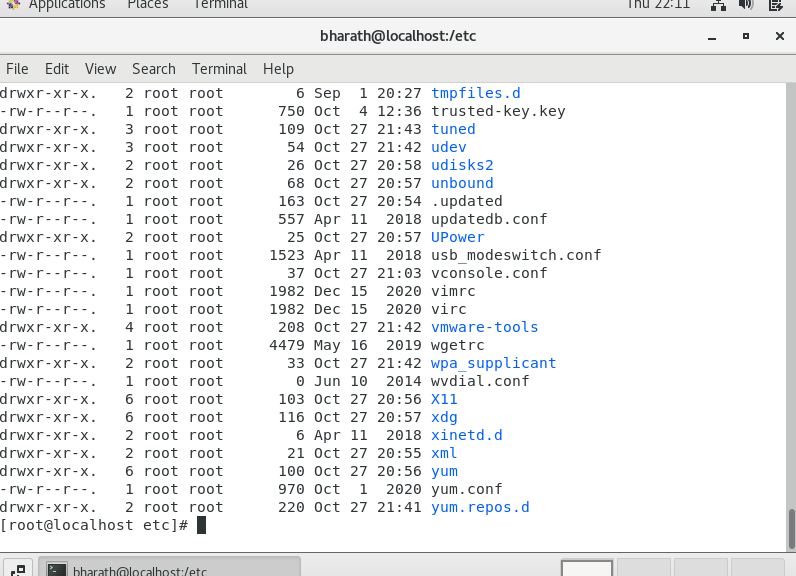 Applications Places Terminal Thu 22:11
bharath@localhost:/etc
File Edit View Search Terminal Help
drwxr-xr-x.   2 root root        6 Sep  1 20:27 tmpfiles.d
-rw-r--r--.   1 root root      750 Oct  4 12:36 trusted-key.key
drwxr-xr-x.   3 root root      109 Oct 27 21:43 tuned
drwxr-xr-x.   3 root root       54 Oct 27 21:42 udev
drwxr-xr-x.   2 root root       26 Oct 27 20:58 udisks2
drwxr-xr-x.   2 root root       68 Oct 27 20:57 unbound
-rw-r--r--.   1 root root      163 Oct 27 20:54 .updated
-rw-r--r--.   1 root root      557 Apr 11  2018 updatedb.conf
drwxr-xr-x.   2 root root       25 Oct 27 20:57 UPower
-rw-r--r--.   1 root root     1523 Apr 11  2018 usb_modeswitch.conf
-rw-r--r--.   1 root root       37 Oct 27 21:03 vconsole.conf
-rw-r--r--.   1 root root     1982 Dec 15  2020 vimrc
-rw-r--r--.   1 root root     1982 Dec 15  2020 virc
drwxr-xr-x.   4 root root      208 Oct 27 21:42 vmware-tools
-rw-r--r--.   1 root root     4479 May 16  2019 wgetrc
drwxr-xr-x.   2 root root       33 Oct 27 21:42 wpa_supplicant
-rw-r--r--.   1 root root        0 Jun 10  2014 wvdial.conf
drwxr-xr-x.   6 root root      103 Oct 27 20:56 X11
drwxr-xr-x.   6 root root      116 Oct 27 20:57 xdg
drwxr-xr-x.   2 root root        6 Apr 11  2018 xinetd.d
drwxr-xr-x.   2 root root       21 Oct 27 20:55 xml
drwxr-xr-x.   6 root root      100 Oct 27 20:56 yum
-rw-r--r--.   1 root root      970 Oct  1  2020 yum.conf
drwxr-xr-x.   2 root root      220 Oct 27 21:41 yum.repos.d
[root@localhost etc]#
bharath@localhost:/etc